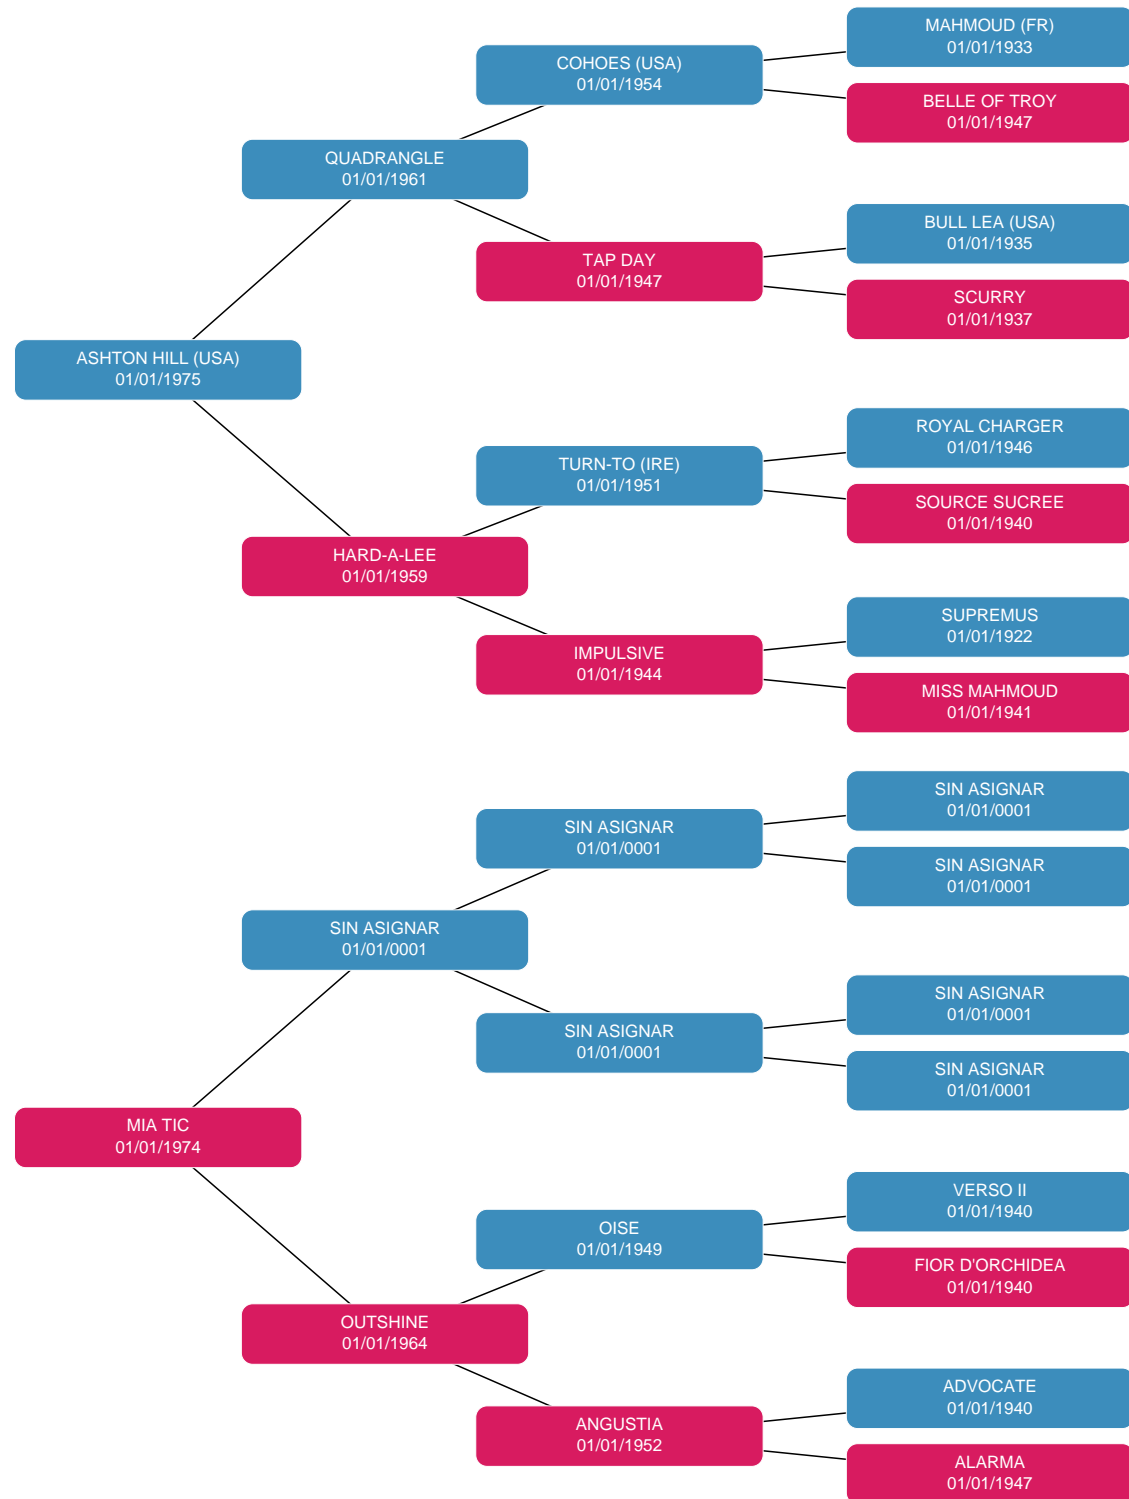 MAHMOUD (FR)
01/01/1933
COHOES (USA)
01/01/1954
BELLE OF TROY
01/01/1947
QUADRANGLE
01/01/1961
BULL LEA (USA)
01/01/1935
TAP DAY
01/01/1947
SCURRY
01/01/1937
ASHTON HILL (USA)
01/01/1975
ROYAL CHARGER
01/01/1946
TURN-TO (IRE)
01/01/1951
SOURCE SUCREE
01/01/1940
HARD-A-LEE
01/01/1959
SUPREMUS
01/01/1922
IMPULSIVE
01/01/1944
MISS MAHMOUD
01/01/1941
SIN ASIGNAR
01/01/0001
SIN ASIGNAR
01/01/0001
SIN ASIGNAR
01/01/0001
SIN ASIGNAR
01/01/0001
SIN ASIGNAR
01/01/0001
SIN ASIGNAR
01/01/0001
SIN ASIGNAR
01/01/0001
MIA TIC
01/01/1974
VERSO II
01/01/1940
OISE
01/01/1949
FIOR D'ORCHIDEA
01/01/1940
OUTSHINE
01/01/1964
ADVOCATE
01/01/1940
ANGUSTIA
01/01/1952
ALARMA
01/01/1947